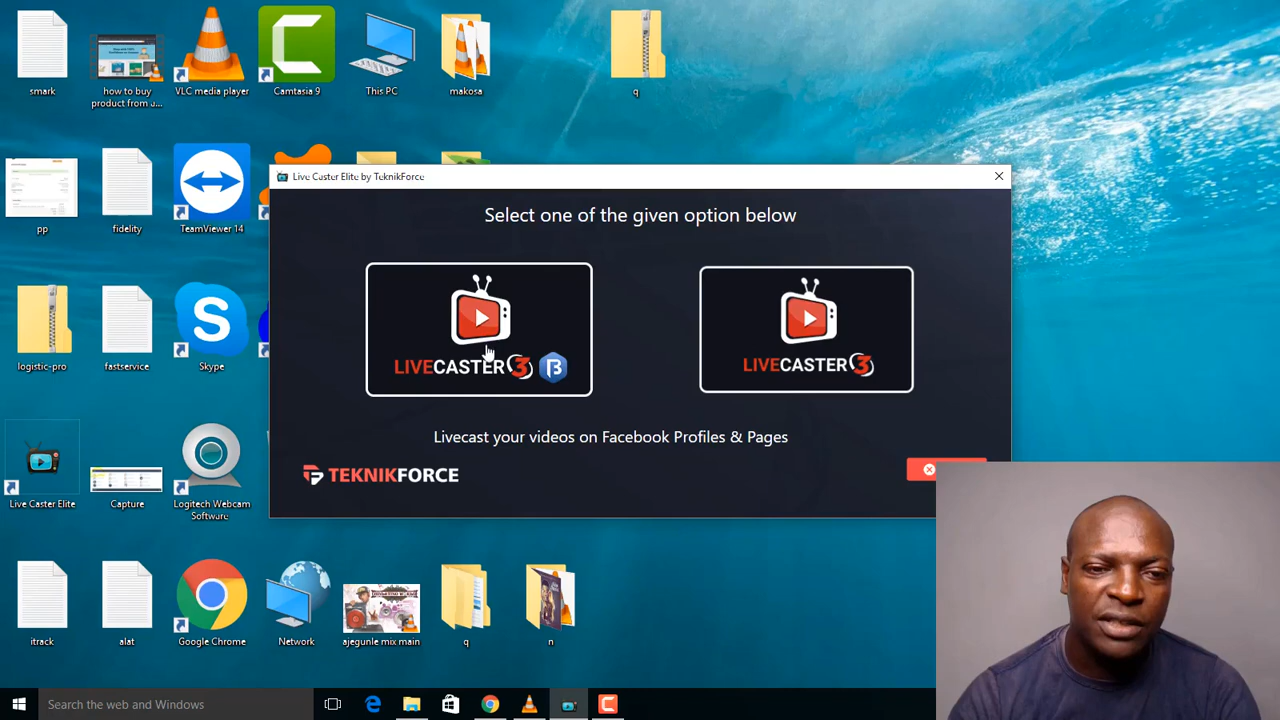 smark
how to buy
product from a...
VLC media player
Camtasia 9
This PC
makosa
q
pp
fidelity
TeamViewer 14
Live Caster Elite by TeknikForce
Select one of the given option below
LIVECASTER 3 B
LIVECASTER 3
Livecast your videos on Facebook Profiles & Pages
TEKNIKFORCE
logistic-pro
fastservice
Skype
S
Live Caster Elite
Capture
Logitech Webcam
Software
itrack
alat
Google Chrome
Network
ajegunle mix main
q
n
Search the web and Windows